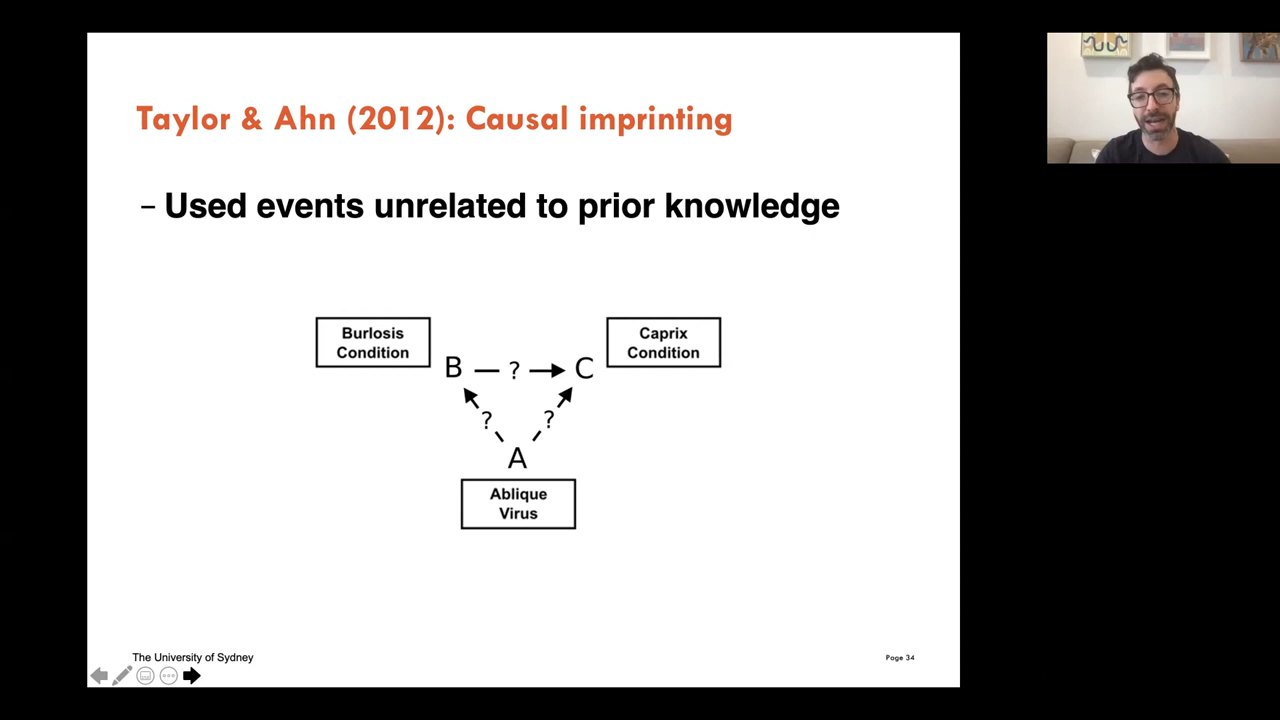 Taylor & Ahn (2012): Causal imprinting
– Used events unrelated to prior knowledge
Burlosis
Condition
Caprix
Condition
B — ? → C
? ?
A
Ablique
Virus
The University of Sydney
Page 34